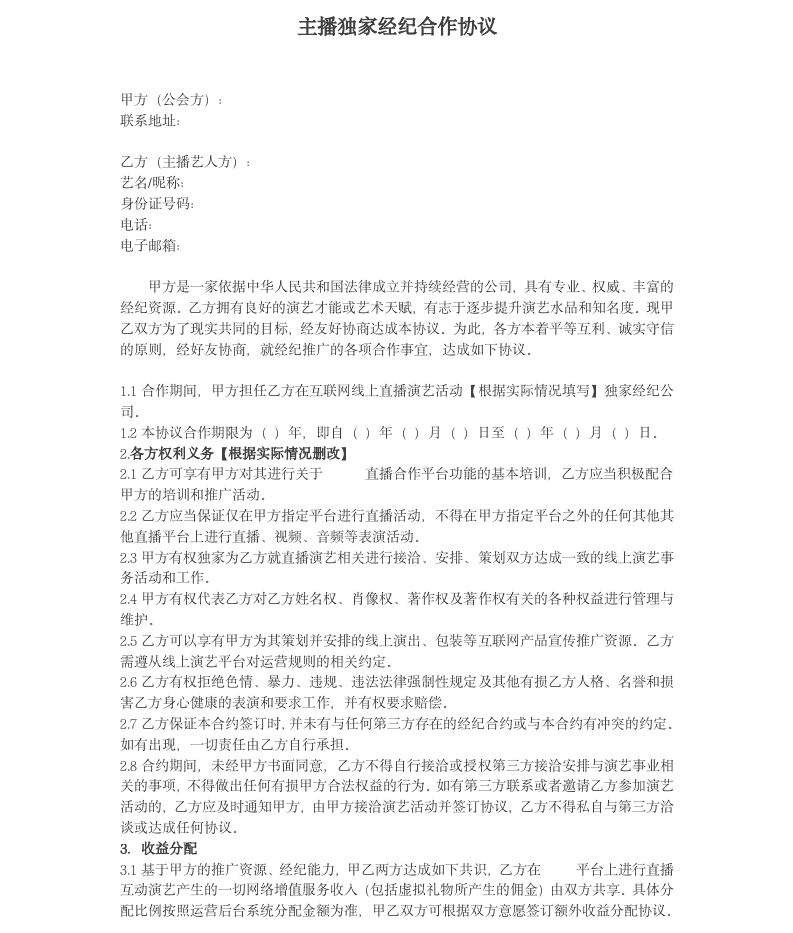 主播独家经纪合作协议
甲方（公会方）:
联系地址:
乙方（主播艺人方）:
艺名/昵称:
身份证号码:
电话:
电子邮箱:
甲方是一家依据中华人民共和国法律成立并持续经营的公司, 具有专业、权威、丰富的
经纪资源. 乙方拥有良好的演艺才能或艺术天赋, 有志于逐步提升演艺水品和知名度. 现甲
乙双方为了现实共同的目标, 经友好协商达成本协议. 为此, 各方本着平等互利、诚实守信
的原则, 经好友协商, 就经纪推广的各项合作事宜, 达成如下协议.
1.1 合作期间, 甲方担任乙方在互联网线上直播演艺活动【根据实际情况填写】独家经纪公
司.
1.2 本协议合作期限为（ ）年, 即自（ ）年（ ）月（ ）日至（ ）年（ ）月（ ）日.
2.各方权利义务【根据实际情况删改】
2.1 乙方可享有甲方对其进行关于 直播合作平台功能的基本培训, 乙方应当积极配合
甲方的培训和推广活动.
2.2 乙方应当保证仅在甲方指定平台进行直播活动, 不得在甲方指定平台之外的任何其他其
他直播平台上进行直播、视频、音频等表演活动.
2.3 甲方有权独家为乙方就直播演艺相关进行接洽、安排、策划双方达成一致的线上演艺事
务活动和工作.
2.4 甲方有权代表乙方对乙方姓名权、肖像权、著作权及著作权有关的各种权益进行管理与
维护.
2.5 乙方可以享有甲方为其策划并安排的线上演出、包装等互联网产品宣传推广资源. 乙方
需遵从线上演艺平台对运营规则的相关约定.
2.6 乙方有权拒绝色情、暴力、违规、违法法律强制性规定及其他有损乙方人格、名誉和损
害乙方身心健康的表演和要求工作, 并有权要求赔偿.
2.7 乙方保证本合约签订时, 并未有与任何第三方存在的经纪合约或与本合约有冲突的约定.
如有出现, 一切责任由乙方自行承担.
2.8 合约期间, 未经甲方书面同意, 乙方不得自行接洽或授权第三方接洽安排与演艺事业相
关的事项, 不得做出任何有损甲方合法权益的行为. 如有第三方联系或者邀请乙方参加演艺
活动的, 乙方应及时通知甲方, 由甲方接洽演艺活动并签订协议, 乙方不得私自与第三方洽
谈或达成任何协议.
3. 收益分配
3.1 基于甲方的推广资源、经纪能力, 甲乙两方达成如下共识, 乙方在 平台上进行直播
互动演艺产生的一切网络增值服务收入 (包括虚拟礼物所产生的佣金) 由双方共享. 具体分
配比例按照运营后台系统分配金额为准, 甲乙双方可根据双方意愿签订额外收益分配协议.